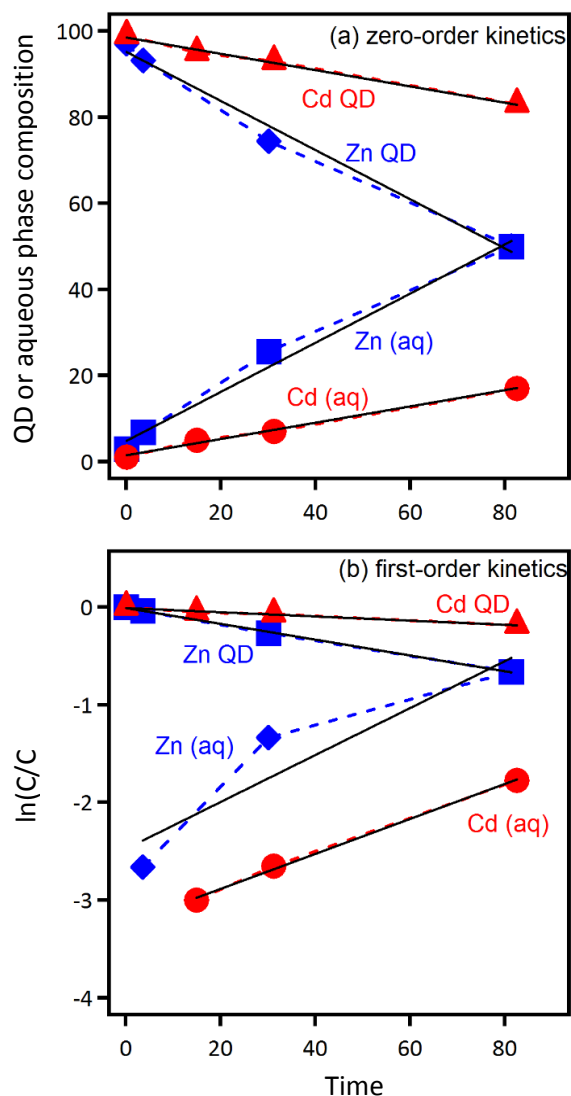 (a) zero-order kinetics
QD or aqueous phase composition
100
80
60
40
20
0
Cd QD
Zn QD
Zn (aq)
Cd (aq)
0 20 40 60 80
(b) first-order kinetics
ln(C/C
0
-1
-2
-3
-4
Cd QD
Zn QD
Zn (aq)
Cd (aq)
0 20 40 60 80
Time